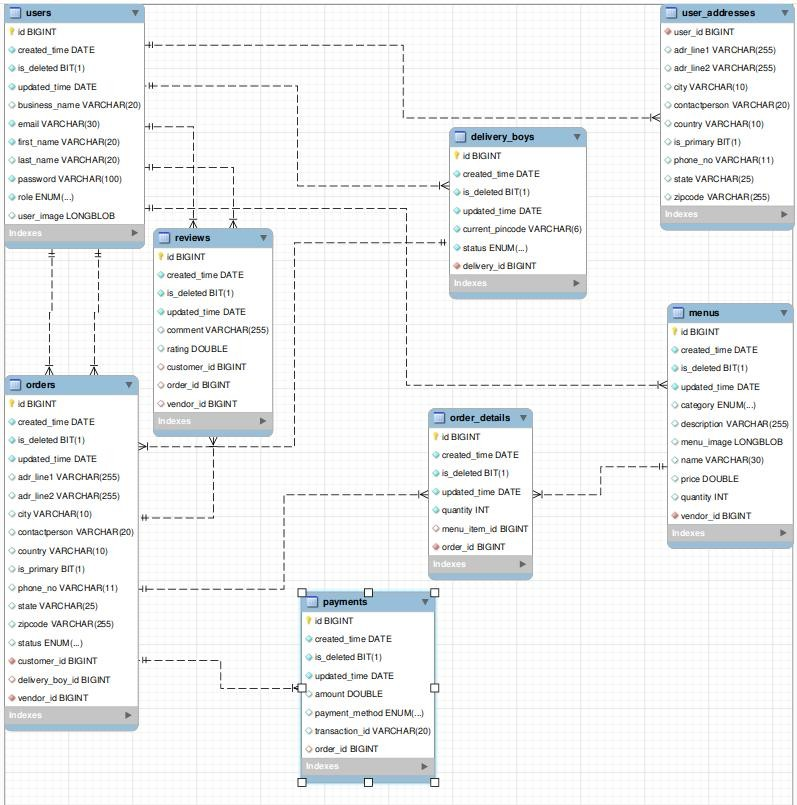 users
id BIGINT
created_time DATE
is_deleted BIT(1)
updated_time DATE
business_name VARCHAR(20)
email VARCHAR(30)
first_name VARCHAR(20)
last_name VARCHAR(20)
password VARCHAR(100)
role ENUM(...)
user_image LONGBLOB
Indexes
user_addresses
user_id BIGINT
adr_line1 VARCHAR(255)
adr_line2 VARCHAR(255)
city VARCHAR(10)
contactperson VARCHAR(20)
country VARCHAR(10)
is_primary BIT(1)
phone_no VARCHAR(11)
state VARCHAR(25)
zipcode VARCHAR(255)
Indexes
delivery_boys
id BIGINT
created_time DATE
is_deleted BIT(1)
updated_time DATE
current_pincode VARCHAR(6)
status ENUM(...)
delivery_id BIGINT
Indexes
reviews
id BIGINT
created_time DATE
is_deleted BIT(1)
updated_time DATE
comment VARCHAR(255)
rating DOUBLE
customer_id BIGINT
order_id BIGINT
vendor_id BIGINT
Indexes
menus
id BIGINT
created_time DATE
is_deleted BIT(1)
updated_time DATE
category ENUM(...)
description VARCHAR(255)
menu_image LONGBLOB
name VARCHAR(30)
price DOUBLE
quantity INT
vendor_id BIGINT
Indexes
orders
id BIGINT
created_time DATE
is_deleted BIT(1)
updated_time DATE
adr_line1 VARCHAR(255)
adr_line2 VARCHAR(255)
city VARCHAR(10)
contactperson VARCHAR(20)
country VARCHAR(10)
is_primary BIT(1)
phone_no VARCHAR(11)
state VARCHAR(25)
zipcode VARCHAR(255)
status ENUM(...)
customer_id BIGINT
delivery_boy_id BIGINT
vendor_id BIGINT
Indexes
order_details
id BIGINT
created_time DATE
is_deleted BIT(1)
updated_time DATE
quantity INT
menu_item_id BIGINT
order_id BIGINT
Indexes
payments
id BIGINT
created_time DATE
is_deleted BIT(1)
updated_time DATE
amount DOUBLE
payment_method ENUM(...)
transaction_id VARCHAR(20)
order_id BIGINT
Indexes